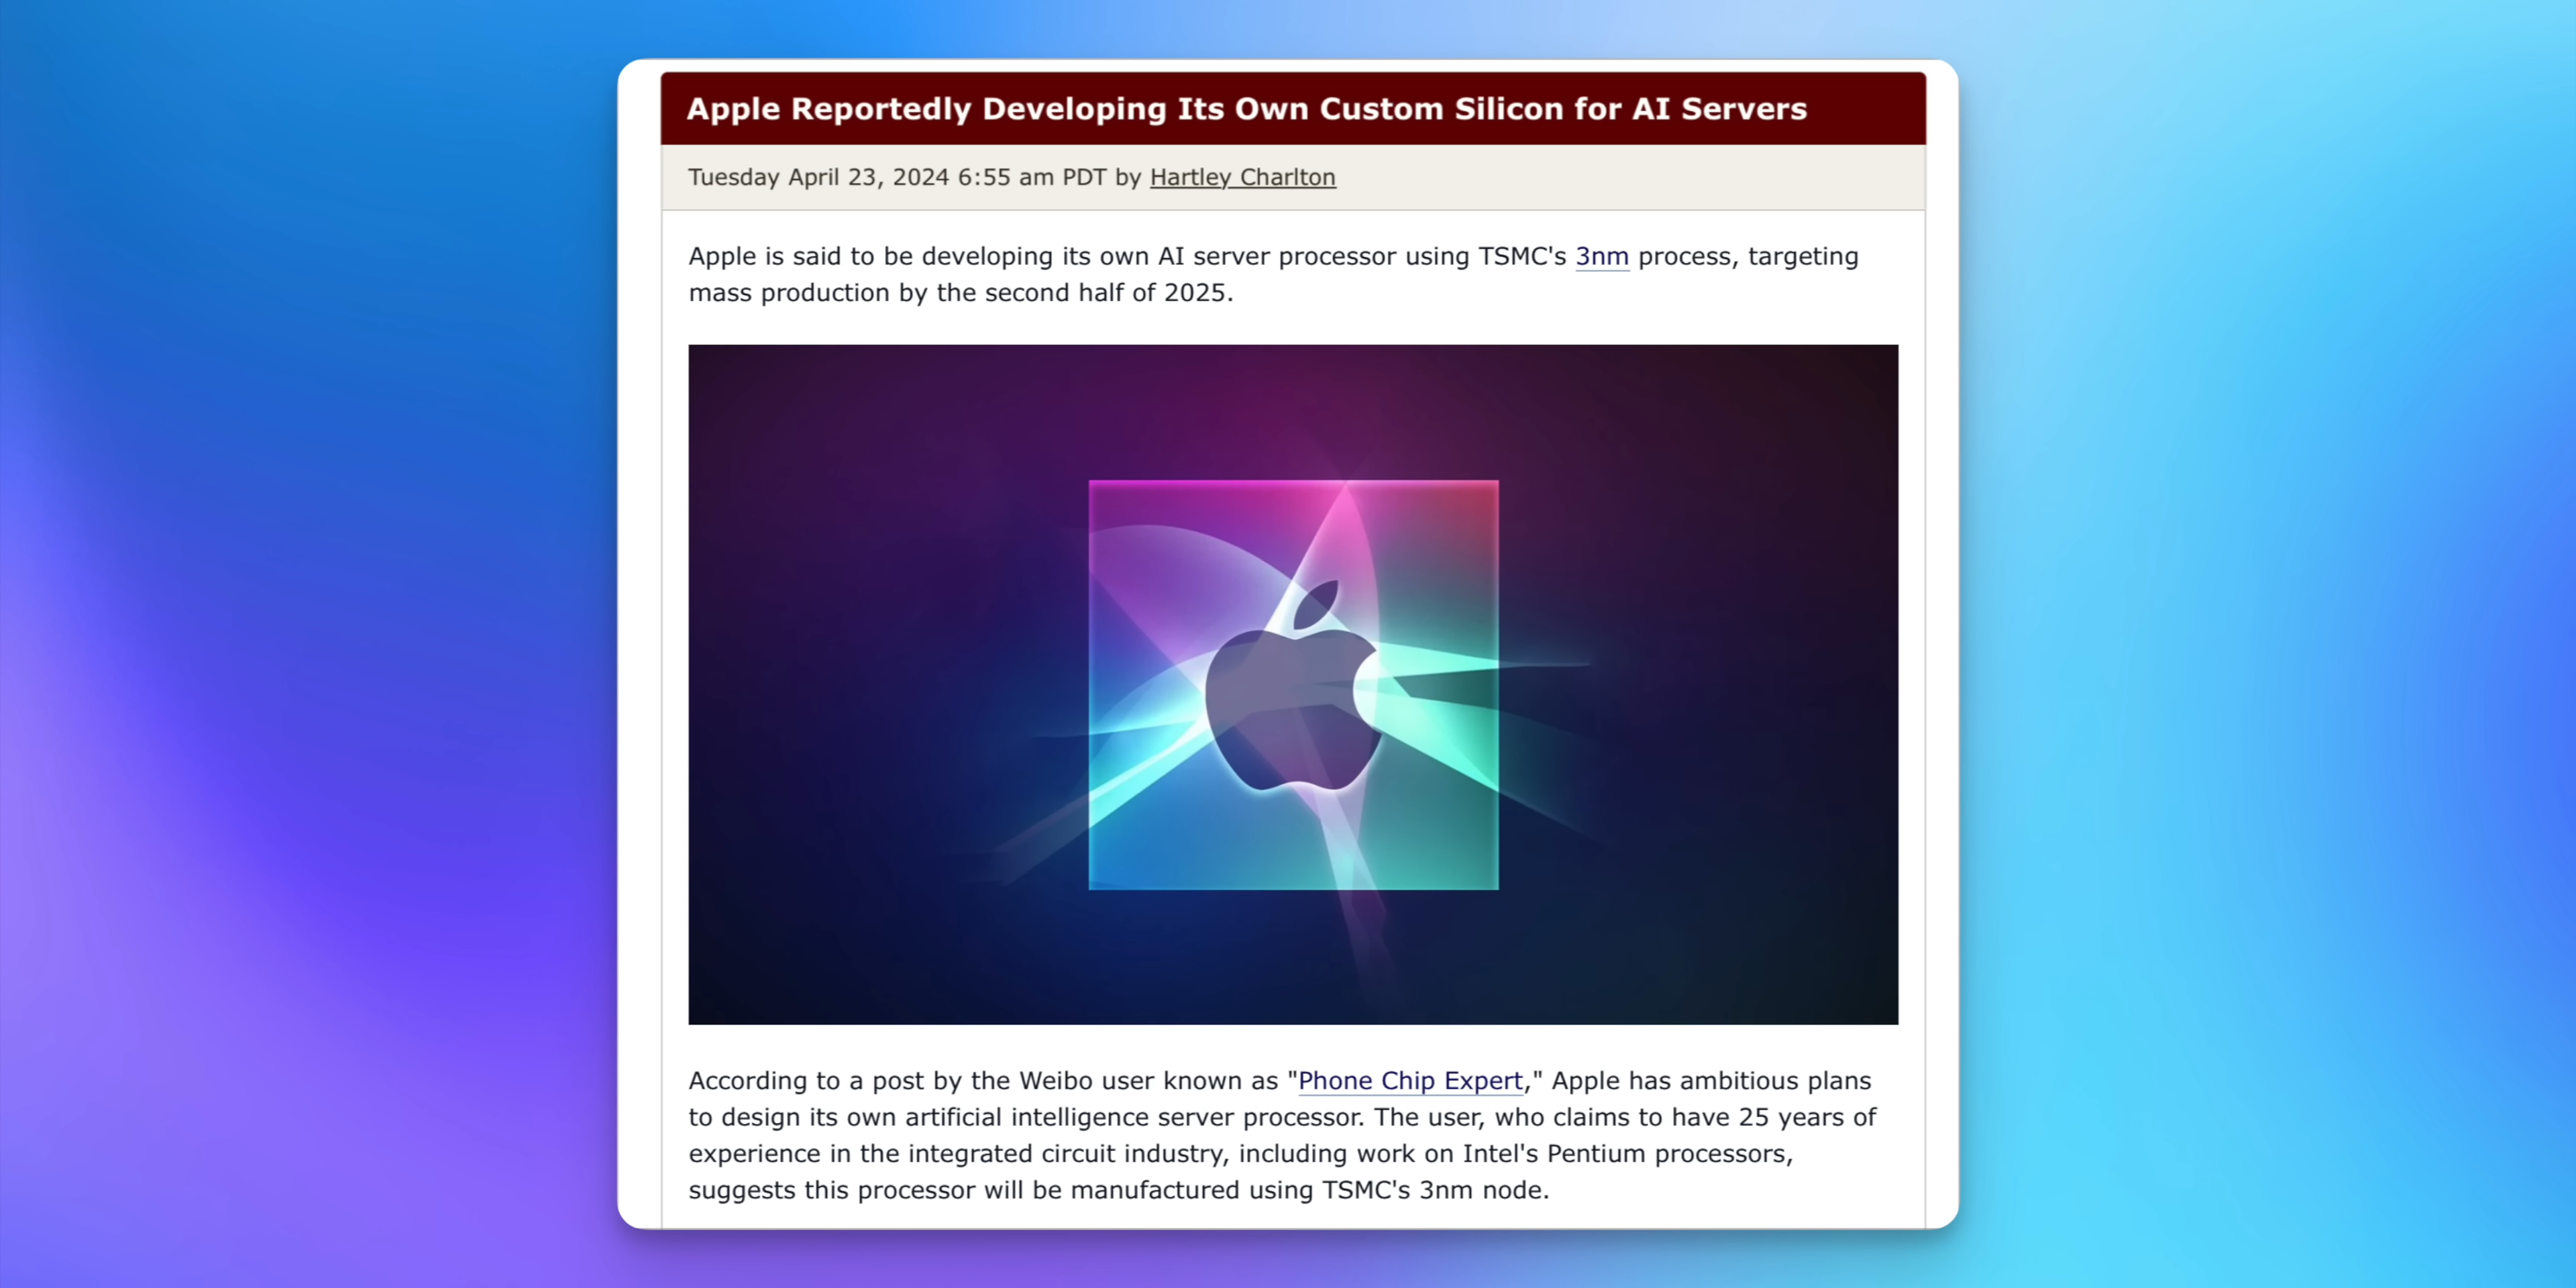 Apple Reportedly Developing Its Own Custom Silicon for AI Servers
Tuesday April 23, 2024 6:55 am PDT by Hartley Charlton
Apple is said to be developing its own AI server processor using TSMC's 3nm process, targeting
mass production by the second half of 2025.
According to a post by the Weibo user known as "Phone Chip Expert," Apple has ambitious plans
to design its own artificial intelligence server processor. The user, who claims to have 25 years of
experience in the integrated circuit industry, including work on Intel's Pentium processors,
suggests this processor will be manufactured using TSMC's 3nm node.